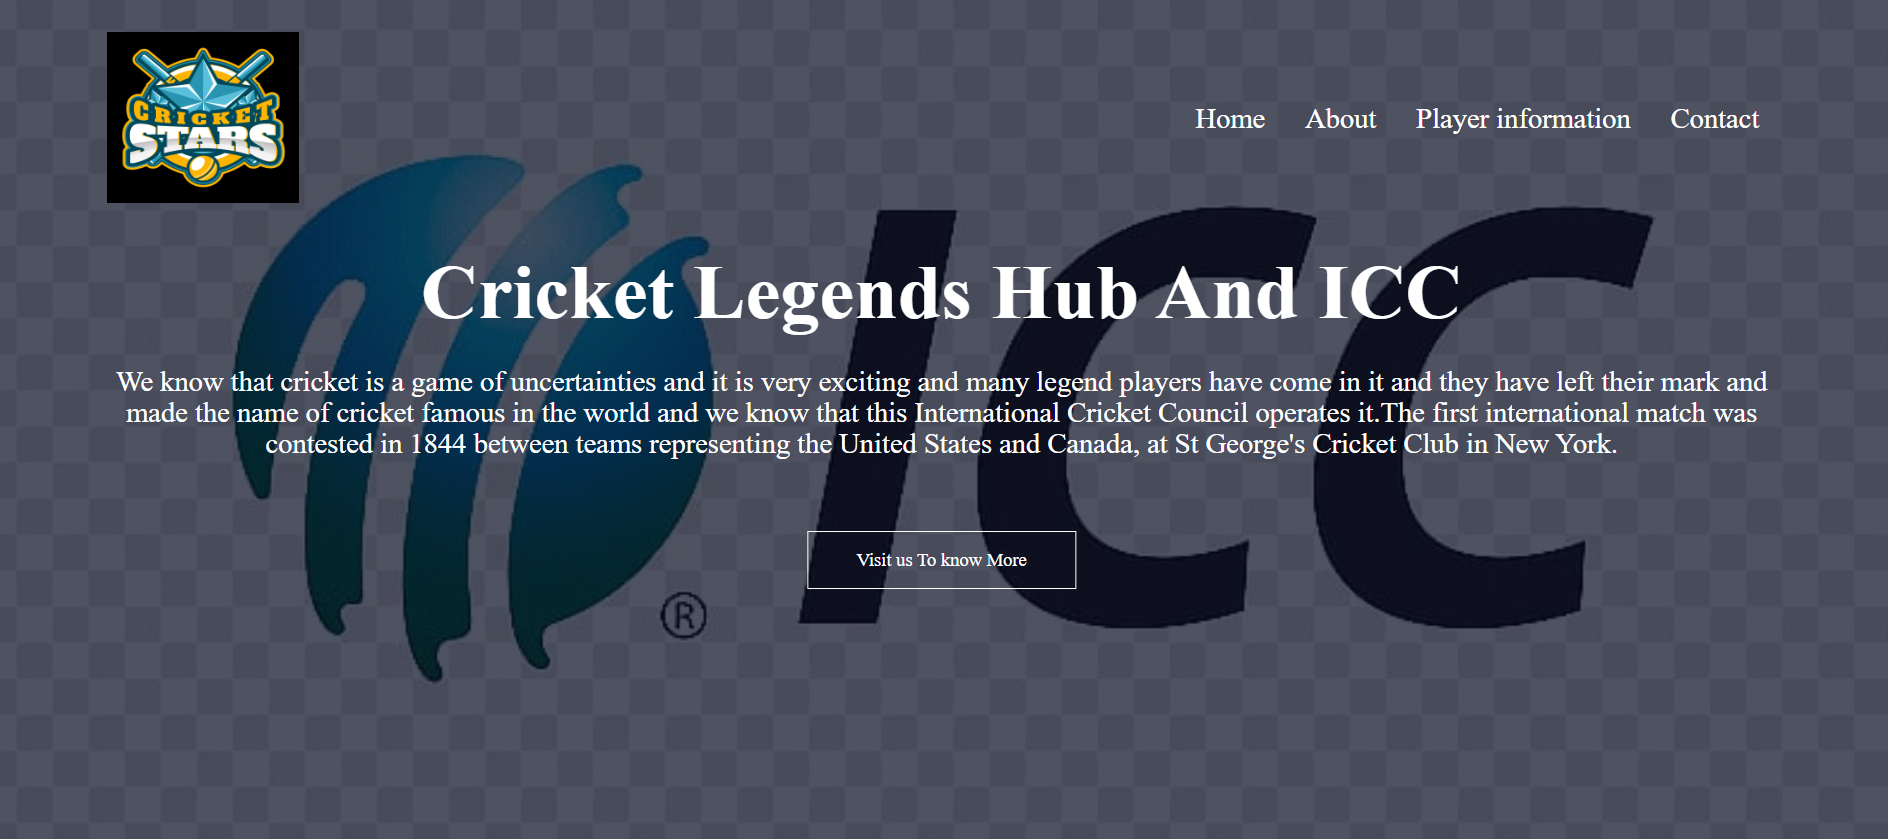 CRICKET
STARS
Home About Player information Contact
ICC
Cricket Legends Hub And ICC
We know that cricket is a game of uncertainties and it is very exciting and many legend players have come in it and they have left their mark and
made the name of cricket famous in the world and we know that this International Cricket Council operates it.The first international match was
contested in 1844 between teams representing the United States and Canada, at St George's Cricket Club in New York.
Visit us To know More
®